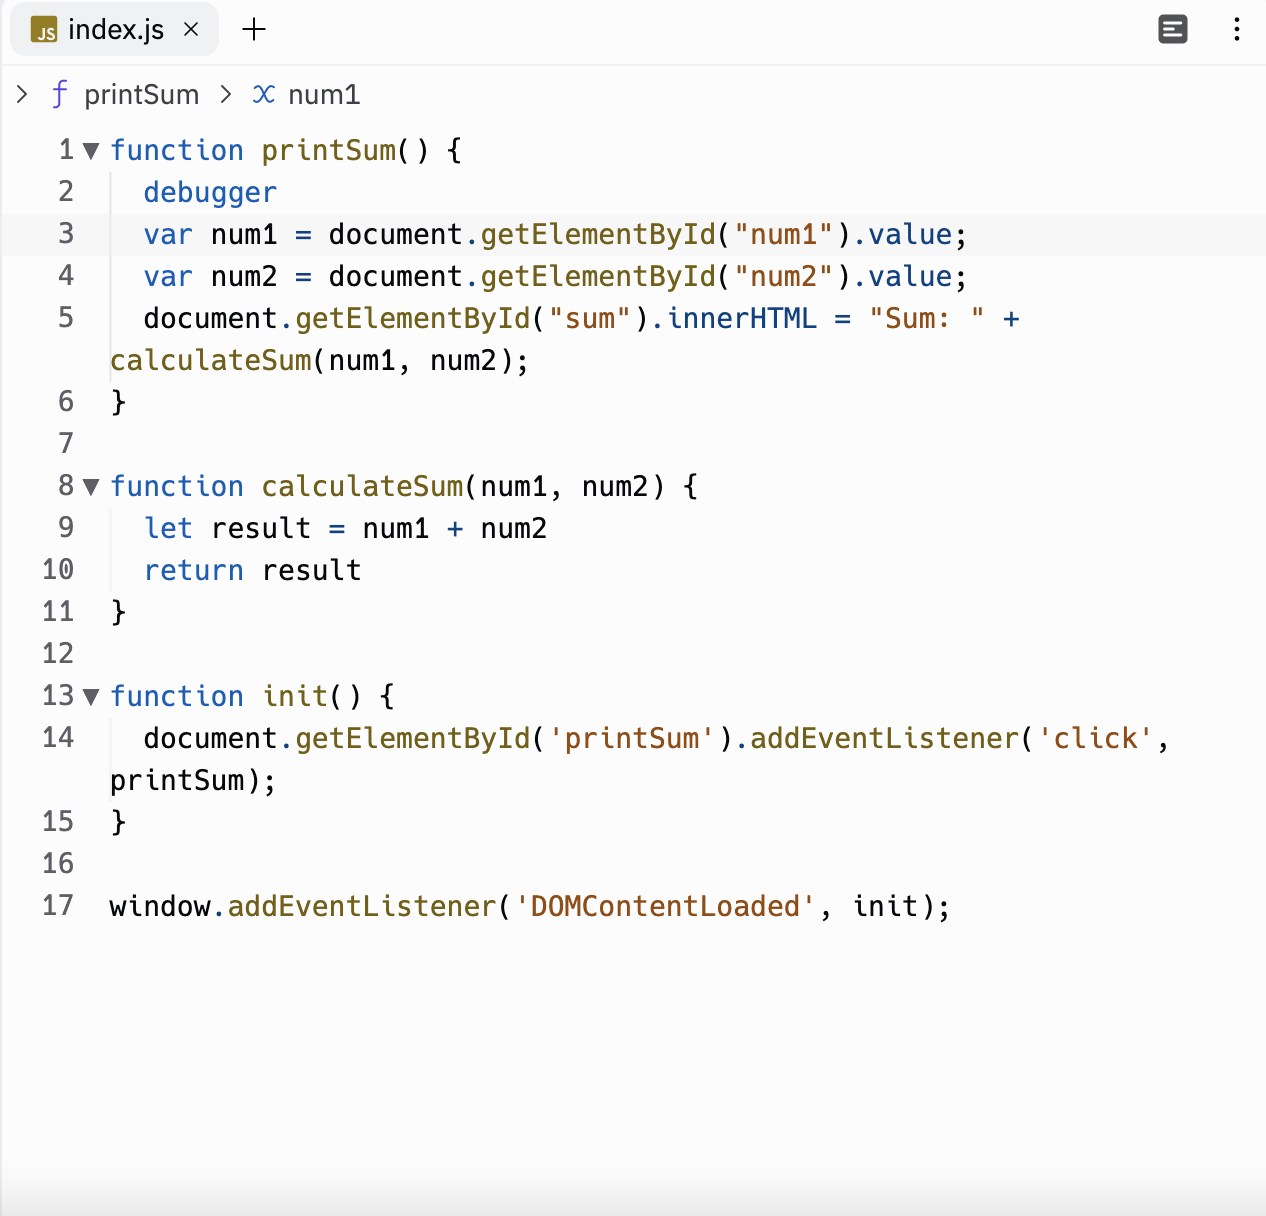 JS index.js × +
> ƒ printSum > x num1
1 ▼ function printSum() {
2 debugger
3 var num1 = document.getElementById("num1").value;
4 var num2 = document.getElementById("num2").value;
5 document.getElementById("sum").innerHTML = "Sum: " +
calculateSum(num1, num2);
6 }
7
8 ▼ function calculateSum(num1, num2) {
9 let result = num1 + num2
10 return result
11 }
12
13 ▼ function init() {
14 document.getElementById('printSum').addEventListener('click',
printSum);
15 }
16
17 window.addEventListener('DOMContentLoaded', init);